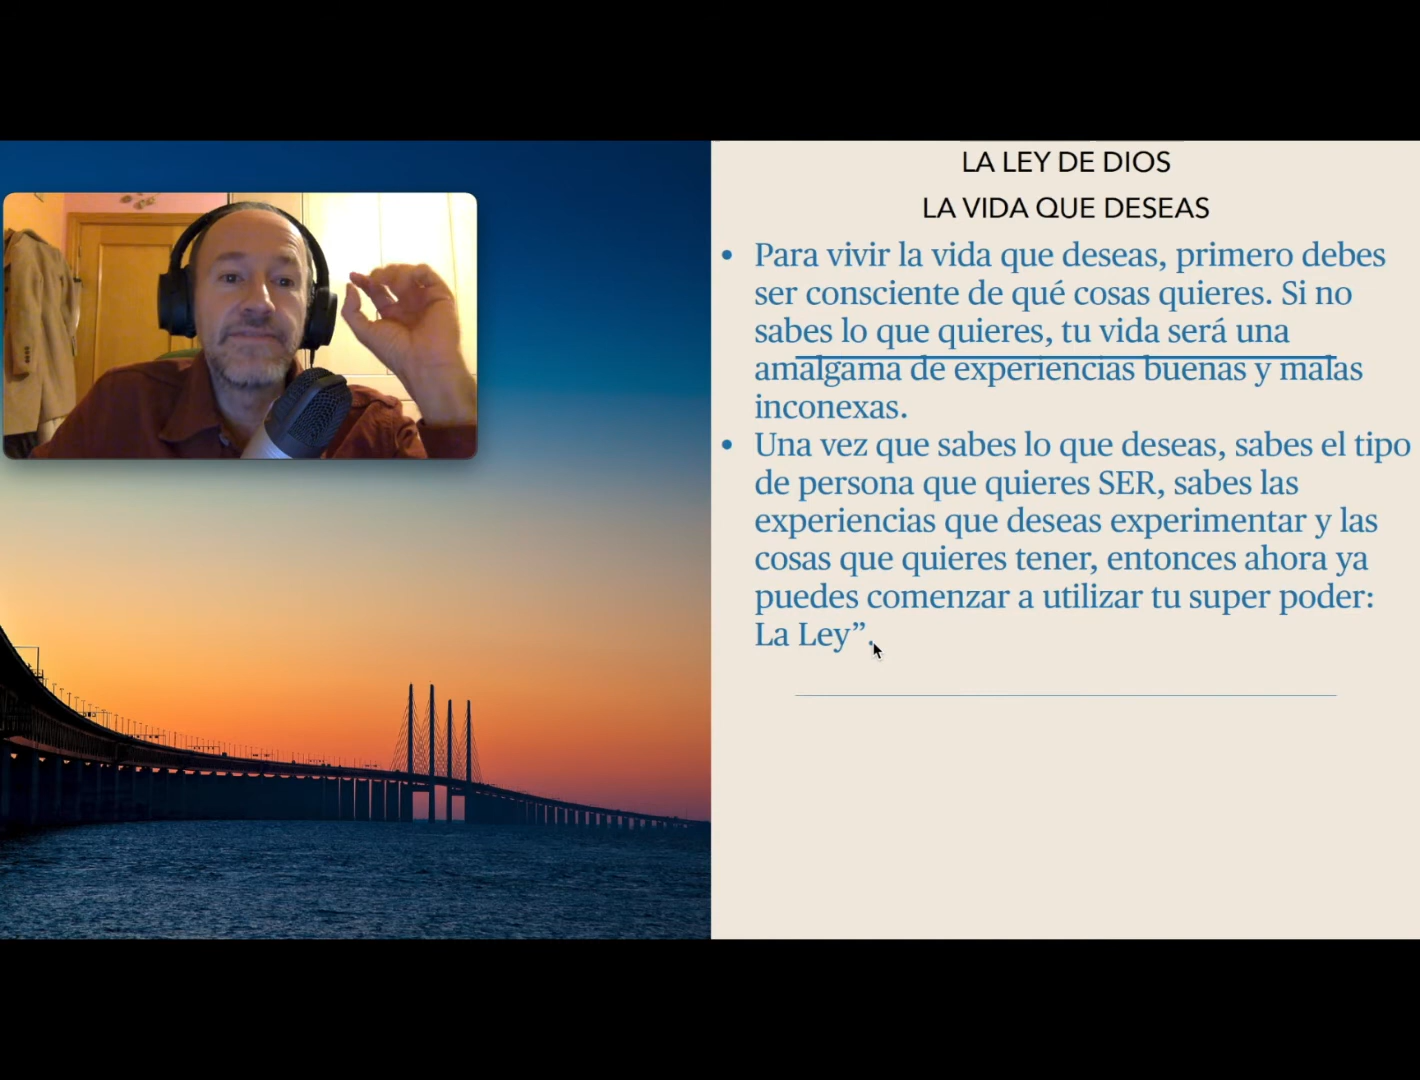 LA LEY DE DIOS
LA VIDA QUE DESEAS
• Para vivir la vida que deseas, primero debes
ser consciente de qué cosas quieres. Si no
sabes lo que quieres, tu vida será una
amalgama de experiencias buenas y malas
inconexas.
• Una vez que sabes lo que deseas, sabes el tipo
de persona que quieres SER, sabes las
experiencias que deseas experimentar y las
cosas que quieres tener, entonces ahora ya
puedes comenzar a utilizar tu super poder:
La Ley”.